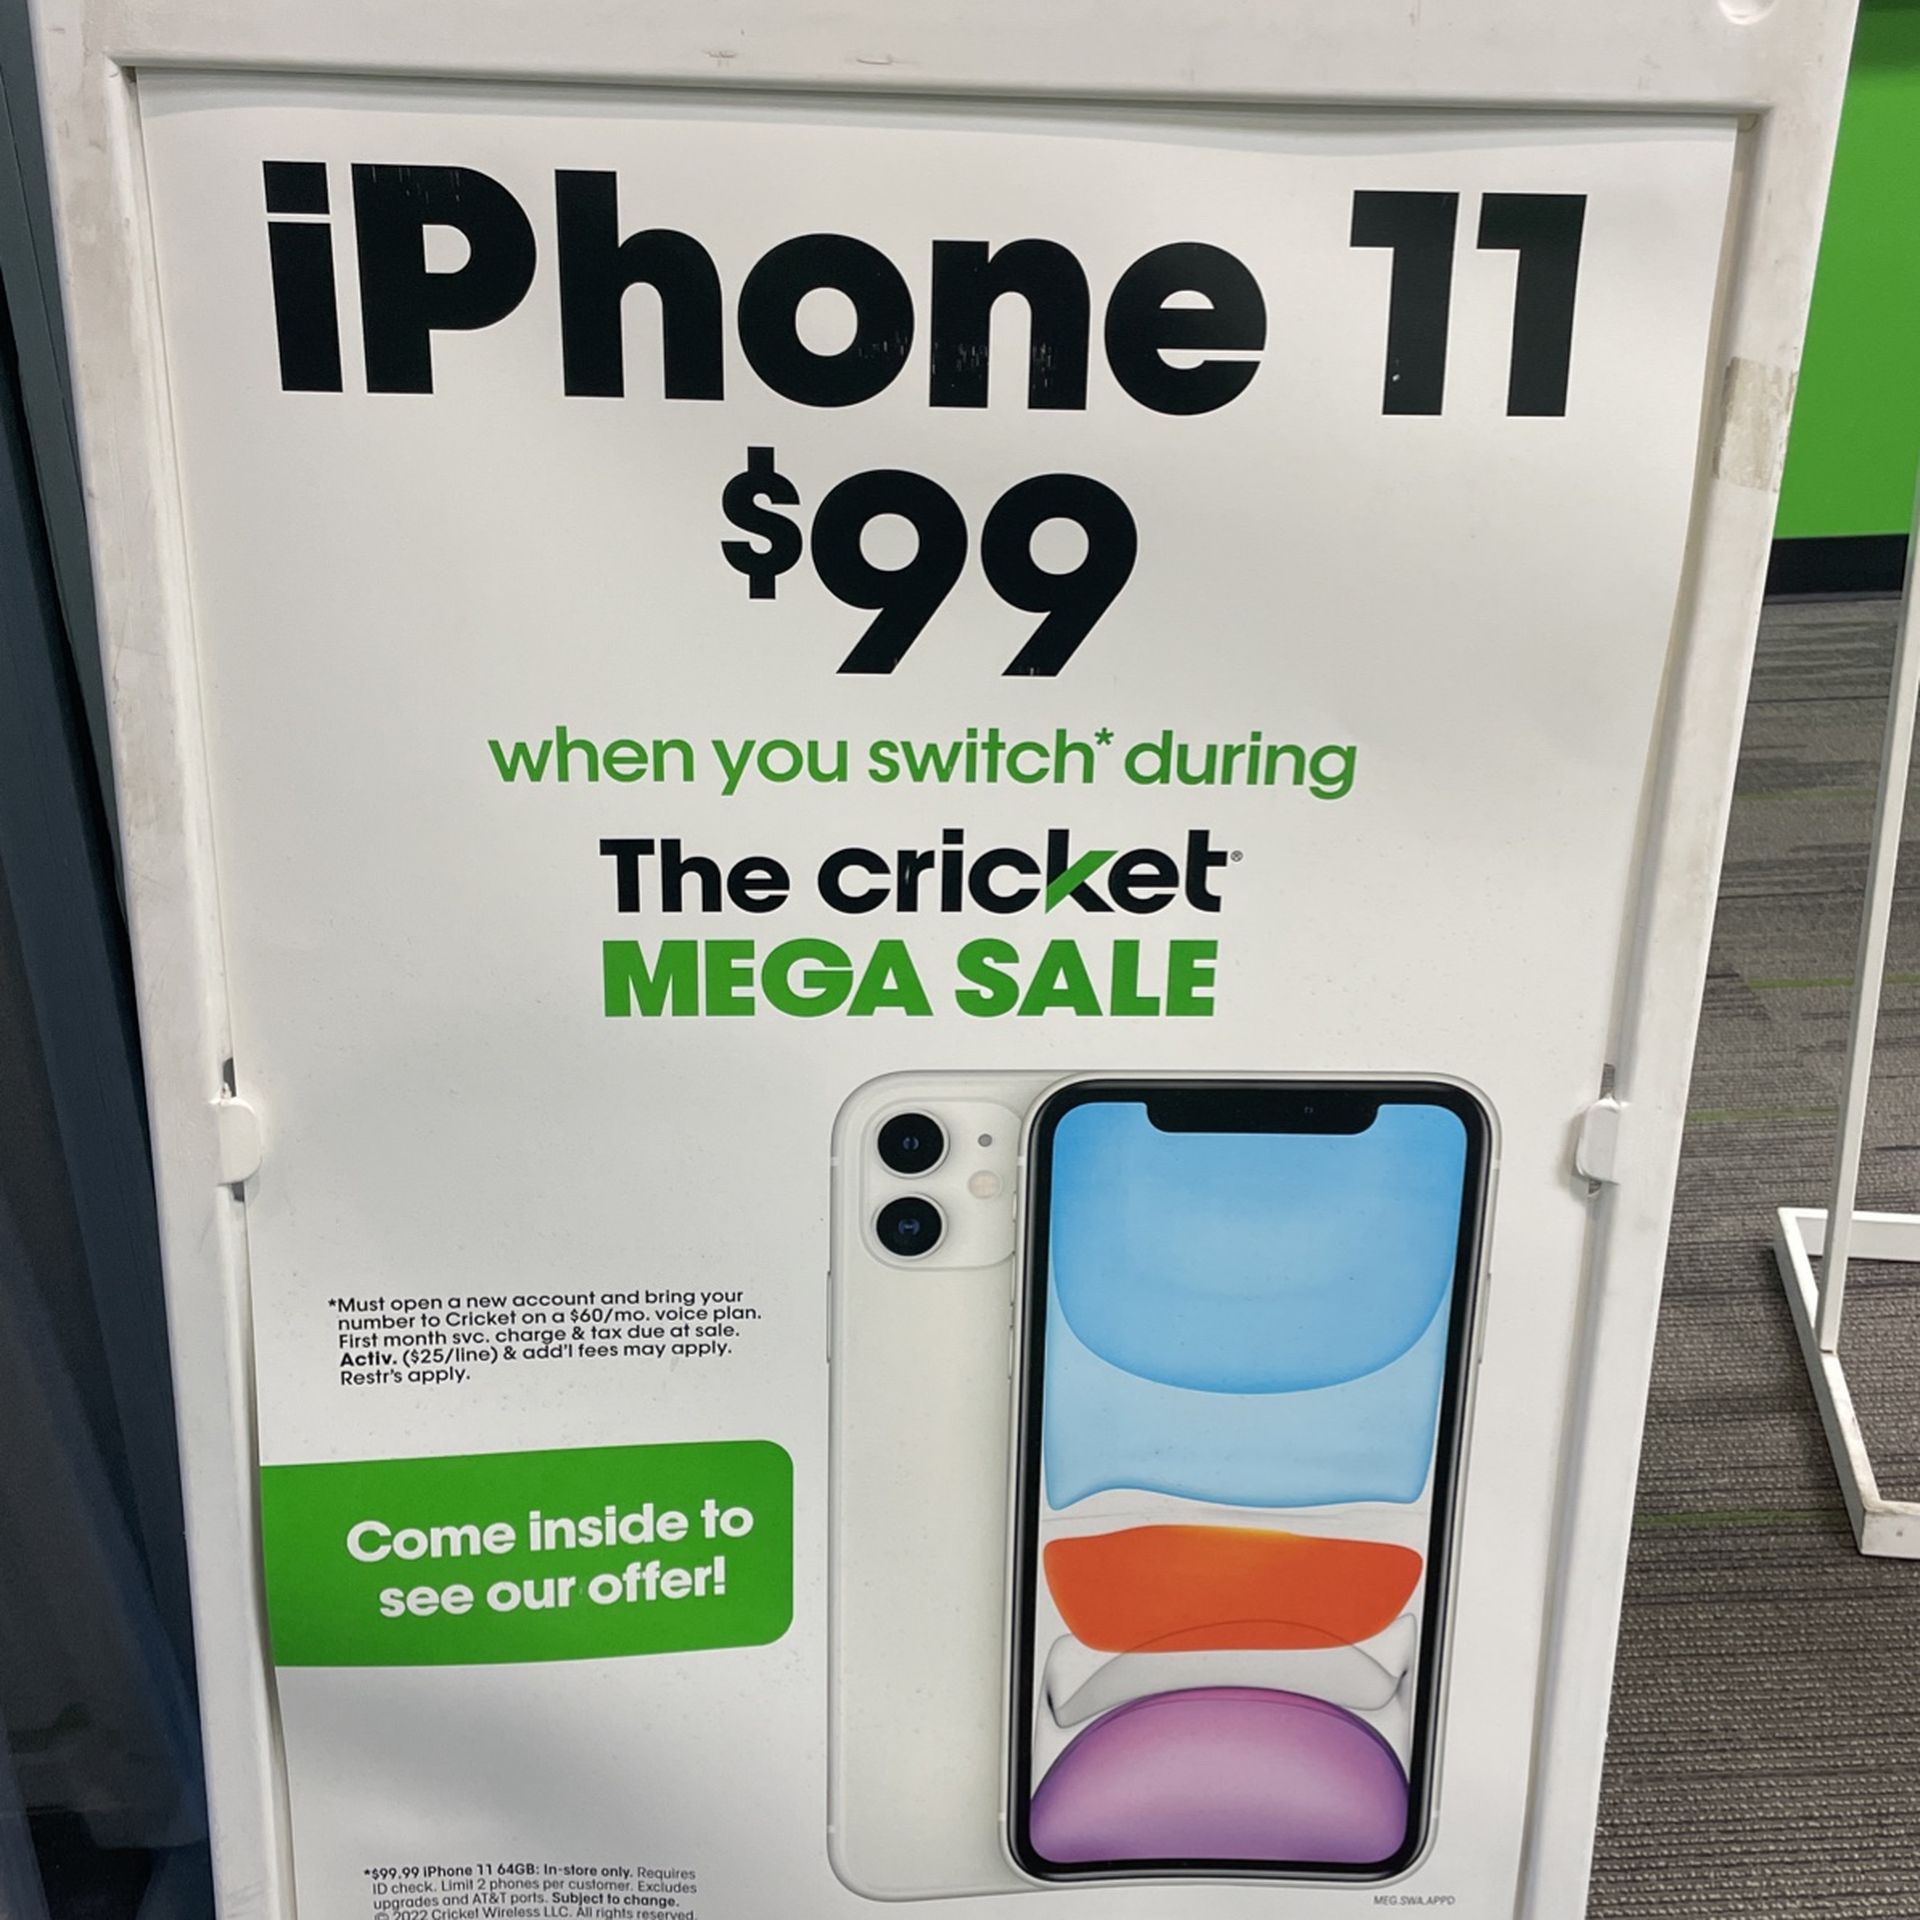 iPhone 11
$99
when you switch* during
The cricket®
MEGA SALE
*Must open a new account and bring your
number to Cricket on a $60/mo. voice plan.
First month svc. charge & tax due at sale.
Activ. ($25/line) & add'l fees may apply.
Restr's apply.
Come inside to
see our offer!
*$99.99 iPhone 11 64GB: In-store only. Requires
ID check. Limit 2 phones per customer. Excludes
upgrades and AT&T ports. Subject to change.
© 2022 Cricket Wireless LLC. All rights reserved.
MEG.SWA.APPD